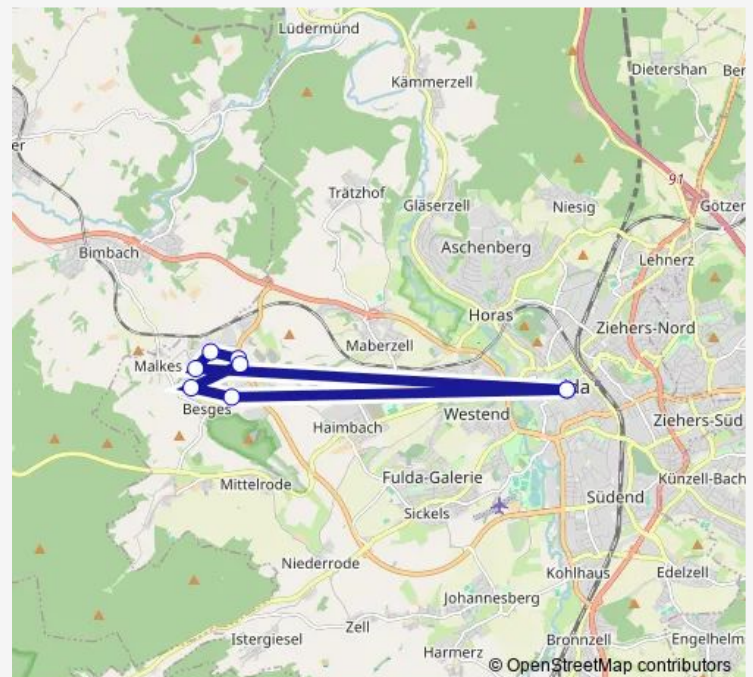 Lüdermünd
Dietershan
Ber
Kämmerzell
er
Trätzhof
91
Gläserzell
Niesig
Götzer
Aschenberg
Bimbach
Lehnerz
Horas
Ziehers-Nord
Maberzell
Malkes
da
Besges
Westend
Ziehers-Süd
Haimbach
Fulda-Galerie
Künzell-Bach
Mittelrode
Südend
Sickels
Niederrode
Kohlhaus
Edelzell
Johannesberg
Zell
Istergiesel
Bronnzell
Engelhelm
Harmerz
© OpenStreetMap contributors